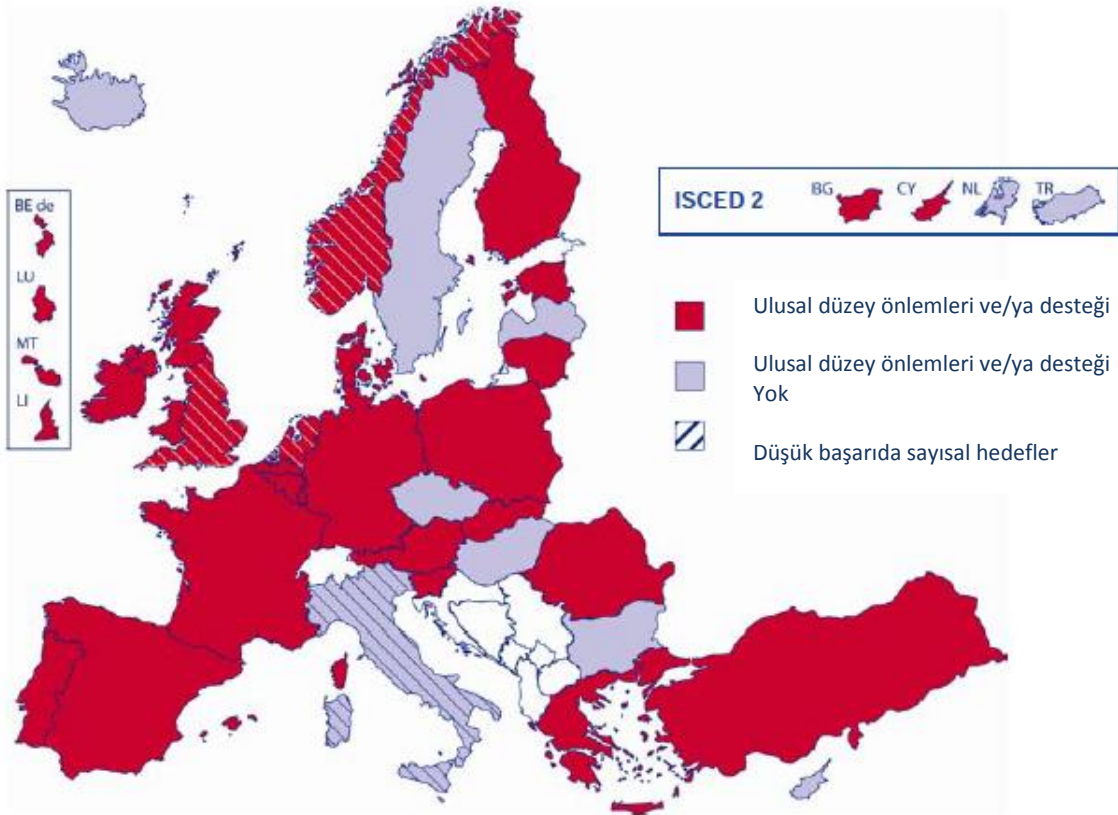 BE de
LU
MT
LI
ISCED 2 BG CY NL TR
Ulusal düzey önlemleri ve/ya desteği
Ulusal düzey önlemleri ve/ya desteği
Yok
Düşük başarıda sayısal hedefler